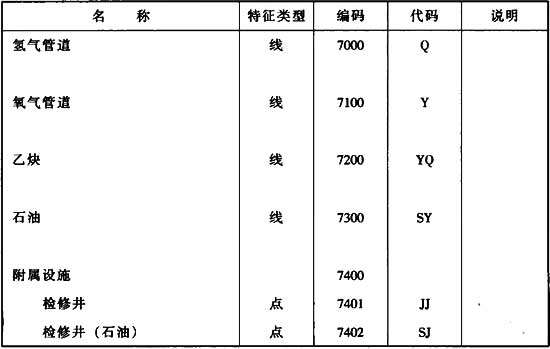 名 称 特征类型 编码 代码 说明
氢气管道 线 7000 Q
氧气管道 线 7100 Y
乙炔 线 7200 YQ
石油 线 7300 SY
附属设施 7400
检修井 点 7401 JJ
检修井（石油） 点 7402 SJ